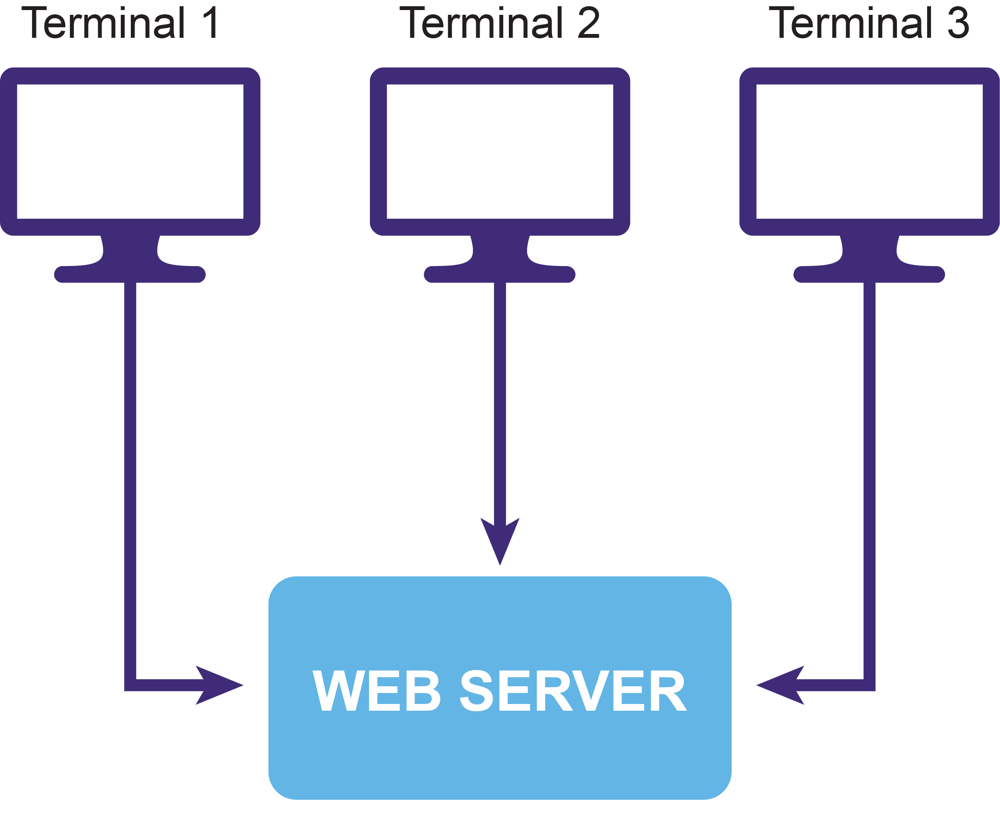 Terminal 1
Terminal 2
Terminal 3
WEB SERVER